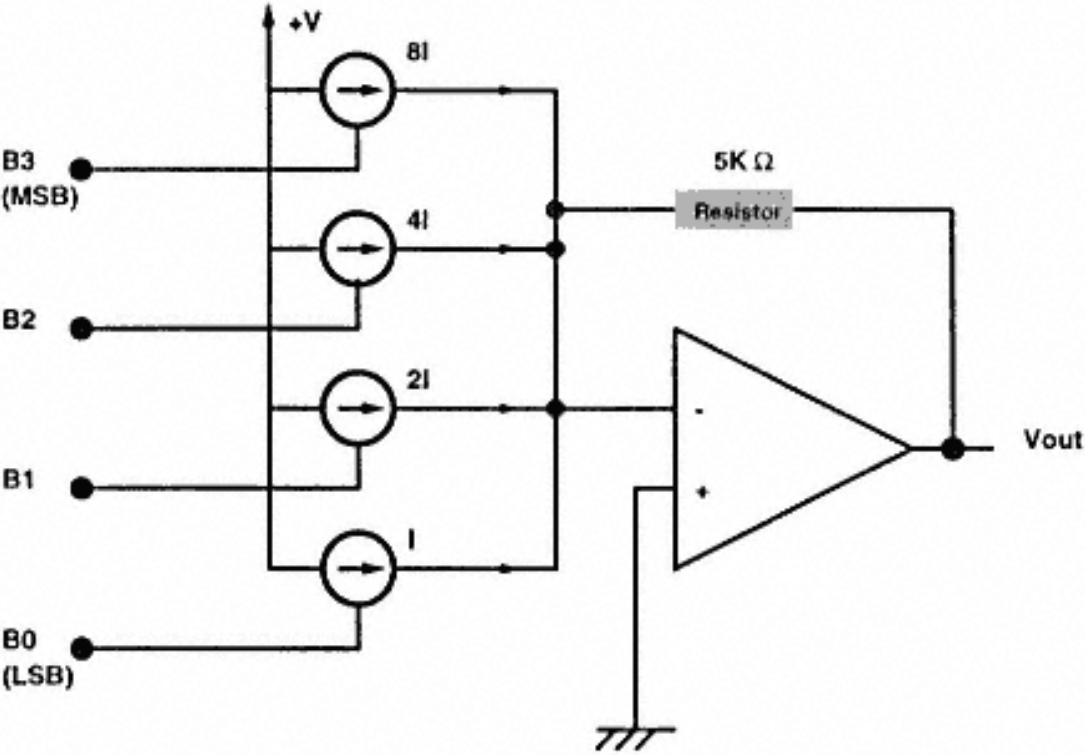 +V
8I
B3
(MSB)
5K Ω
Resistor
4I
B2
2I
-
Vout
B1
+
I
B0
(LSB)